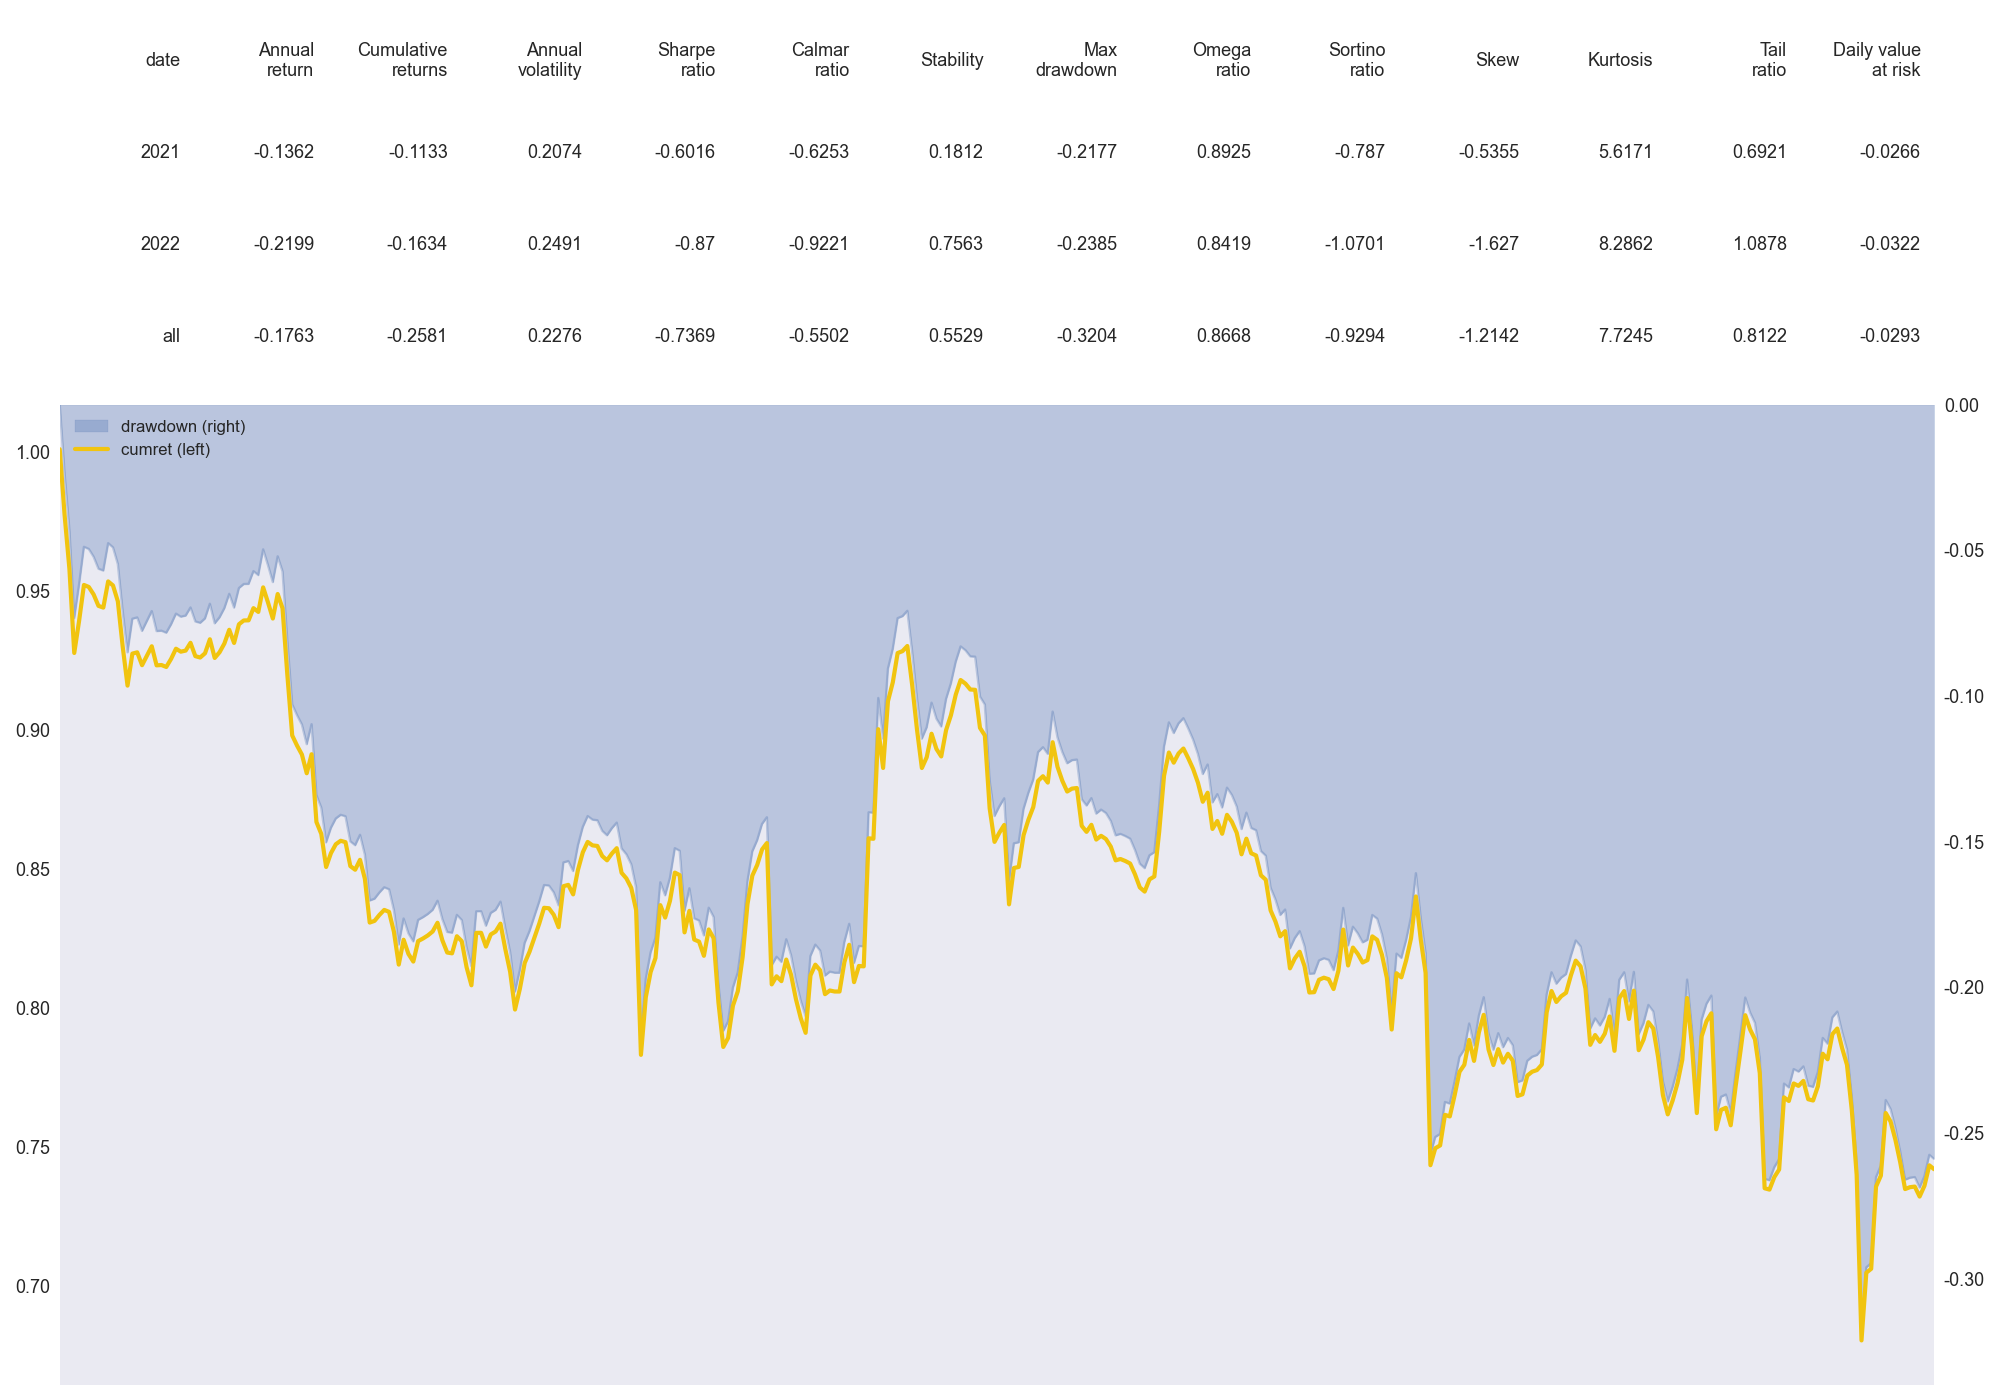 date Annual return Cumulative returns Annual volatility Sharpe ratio Calmar ratio Stability Max drawdown Omega ratio Sortino ratio Skew Kurtosis Tail ratio Daily value at risk
2021 -0.1362 -0.1133 0.2074 -0.6016 -0.6253 0.1812 -0.2177 0.8925 -0.787 -0.5355 5.6171 0.6921 -0.0266
2022 -0.2199 -0.1634 0.2491 -0.87 -0.9221 0.7563 -0.2385 0.8419 -1.0701 -1.627 8.2862 1.0878 -0.0322
all -0.1763 -0.2581 0.2276 -0.7369 -0.5502 0.5529 -0.3204 0.8668 -0.9294 -1.2142 7.7245 0.8122 -0.0293
drawdown (right)
cumret (left)
1.00
0.95
0.90
0.85
0.80
0.75
0.70
0.00
-0.05
-0.10
-0.15
-0.20
-0.25
-0.30